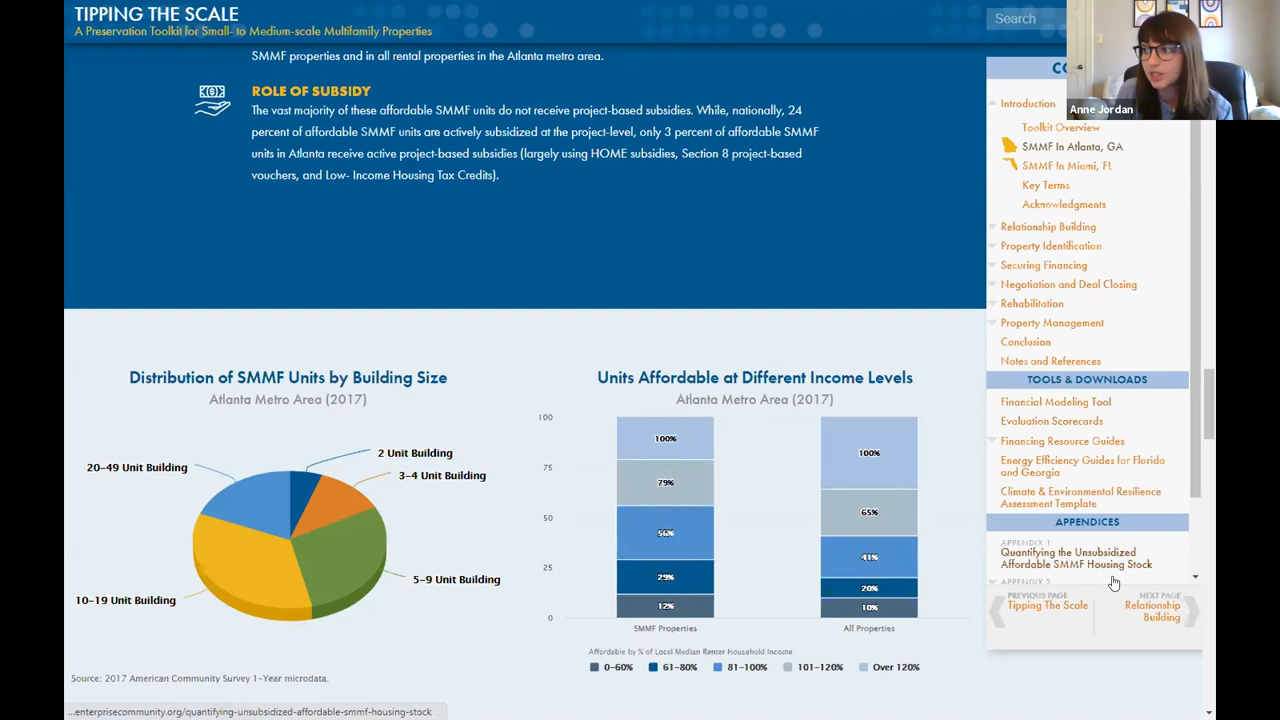 TIPPING THE SCALE
A Preservation Toolkit for Small- to Medium-scale Multifamily Properties
Search
Anne Jordan
SMMF properties and in all rental properties in the Atlanta metro area.
ROLE OF SUBSIDY
The vast majority of these affordable SMMF units do not receive project-based subsidies. While, nationally, 24
percent of affordable SMMF units are actively subsidized at the project-level, only 3 percent of affordable SMMF
units in Atlanta receive active project-based subsidies (largely using HOME subsidies, Section 8 project-based
vouchers, and Low- Income Housing Tax Credits).
Distribution of SMMF Units by Building Size
Atlanta Metro Area (2017)
2 Unit Building
3-4 Unit Building
5-9 Unit Building
10-19 Unit Building
20-49 Unit Building
Source: 2017 American Community Survey 1-Year microdata.
Units Affordable at Different Income Levels
Atlanta Metro Area (2017)
100
75
50
25
0
100%
79%
56%
29%
12%
100%
65%
41%
20%
10%
SMMF Properties
All Properties
Affordable by % of Local Median Renter Household Income
0-60%
61-80%
81-100%
101-120%
Over 120%
Introduction
Toolkit Overview
SMMF In Atlanta, GA
SMMF In Miami, FL
Key Terms
Acknowledgments
Relationship Building
Property Identification
Securing Financing
Negotiation and Deal Closing
Rehabilitation
Property Management
Conclusion
Notes and References
TOOLS & DOWNLOADS
Financial Modeling Tool
Evaluation Scorecards
Financing Resource Guides
Energy Efficiency Guides for Florida
and Georgia
Climate & Environmental Resilience
Assessment Template
APPENDICES
APPENDIX 1
Quantifying the Unsubsidized
Affordable SMMF Housing Stock
APPENDIX 2
PREVIOUS PAGE
Tipping The Scale
NEXT PAGE
Relationship
Building
...enterprisecommunity.org/quantifying-unsubsidized-affordable-smmf-housing-stock